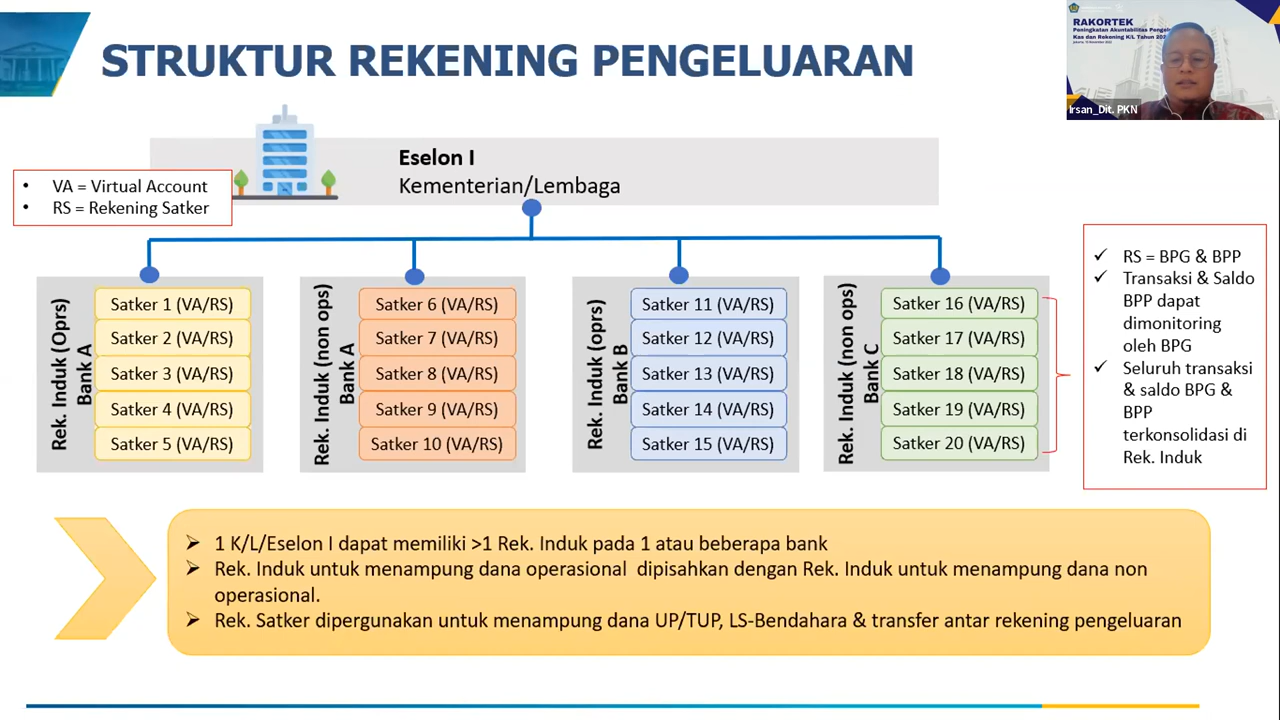 STRUKTUR REKENING PENGELUARAN
RAKORTEK
Peningkatan Akuntabilitas
Kas dan Rekening K/L Tahun
Irsan_Dit. PKN
Eselon I
Kementerian/Lembaga
• VA = Virtual Account
• RS = Rekening Satker
Rek. Induk (Oprs)
Bank A
Satker 1 (VA/RS)
Satker 2 (VA/RS)
Satker 3 (VA/RS)
Satker 4 (VA/RS)
Satker 5 (VA/RS)
Rek. Induk (non ops)
Bank A
Satker 6 (VA/RS)
Satker 7 (VA/RS)
Satker 8 (VA/RS)
Satker 9 (VA/RS)
Satker 10 (VA/RS)
Rek. Induk (oprs)
Bank B
Satker 11 (VA/RS)
Satker 12 (VA/RS)
Satker 13 (VA/RS)
Satker 14 (VA/RS)
Satker 15 (VA/RS)
Rek. Induk (non ops)
Bank C
Satker 16 (VA/RS)
Satker 17 (VA/RS)
Satker 18 (VA/RS)
Satker 19 (VA/RS)
Satker 20 (VA/RS)
✓ RS = BPG & BPP
✓ Transaksi & Saldo
BPP dapat
dimonitoring
oleh BPG
✓ Seluruh transaksi
& saldo BPG &
BPP
terkonsolidasi di
Rek. Induk
➢ 1 K/L/Eselon I dapat memiliki >1 Rek. Induk pada 1 atau beberapa bank
➢ Rek. Induk untuk menampung dana operasional dipisahkan dengan Rek. Induk untuk menampung dana non
operasional.
➢ Rek. Satker dipergunakan untuk menampung dana UP/TUP, LS-Bendahara & transfer antar rekening pengeluaran